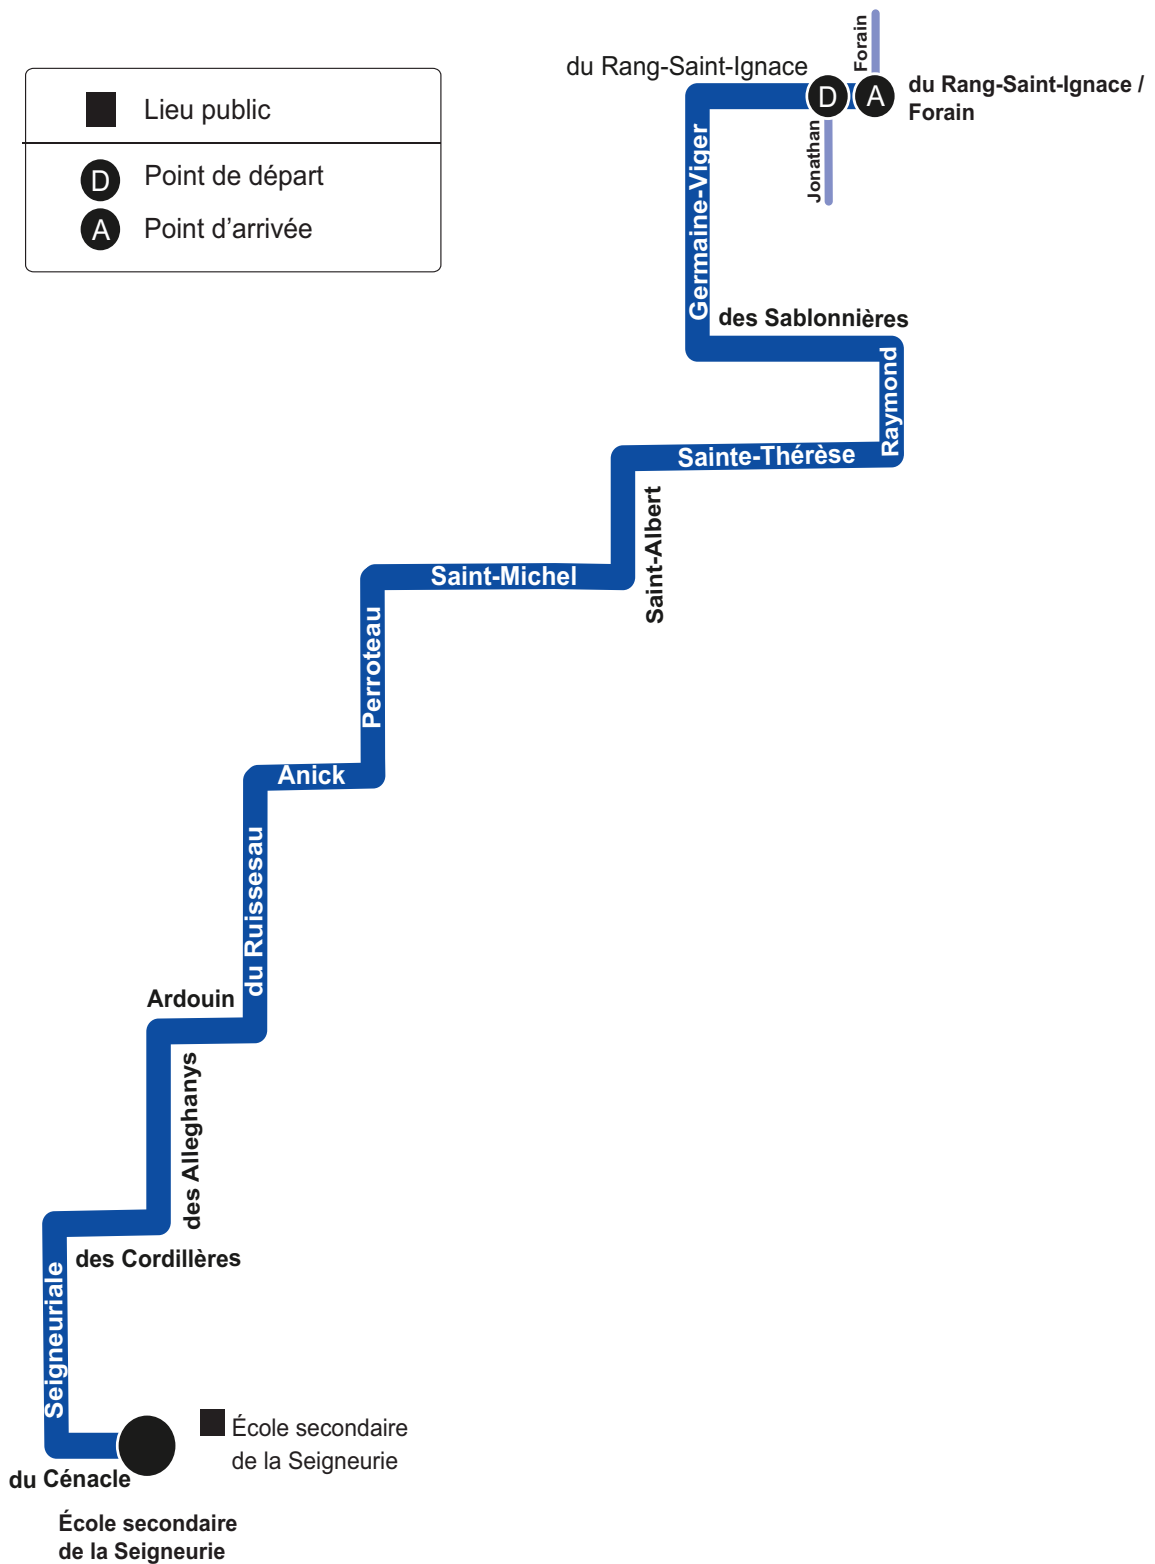 Forain
du Rang-Saint-Ignace
D
A
du Rang-Saint-Ignace /
Forain
Lieu public
D
Point de départ
A
Point d'arrivée
Jonathan
Germaine-Viger
des Sablonnières
Raymond
Sainte-Thérèse
Saint-Albert
Saint-Michel
Perroteau
Anick
du Ruissesau
Ardouin
des Alleghanys
des Cordillères
Seigneuriale
École secondaire
de la Seigneurie
du Cénacle
École secondaire
de la Seigneurie